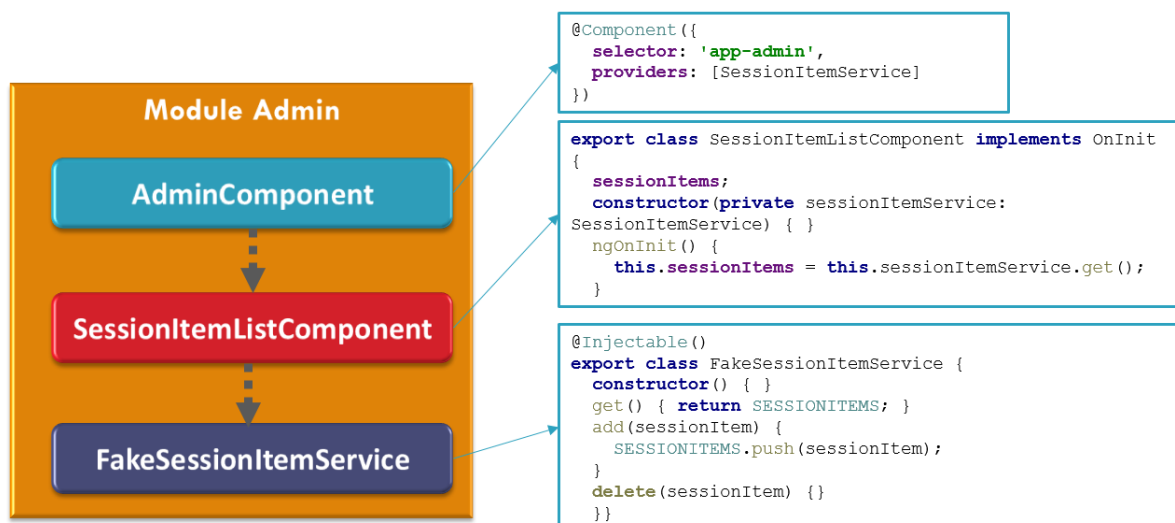 Module Admin
AdminComponent
SessionItemListComponent
FakeSessionItemService
@Component({
  selector: 'app-admin',
  providers: [SessionItemService]
})
export class SessionItemListComponent implements OnInit
{
  sessionItems;
  constructor(private sessionItemService:
SessionItemService) { }
  ngOnInit() {
    this.sessionItems = this.sessionItemService.get();
  }
@Injectable()
export class FakeSessionItemService {
  constructor() { }
  get() { return SESSIONITEMS; }
  add(sessionItem) {
    SESSIONITEMS.push(sessionItem);
  }
  delete(sessionItem) {}
  }}